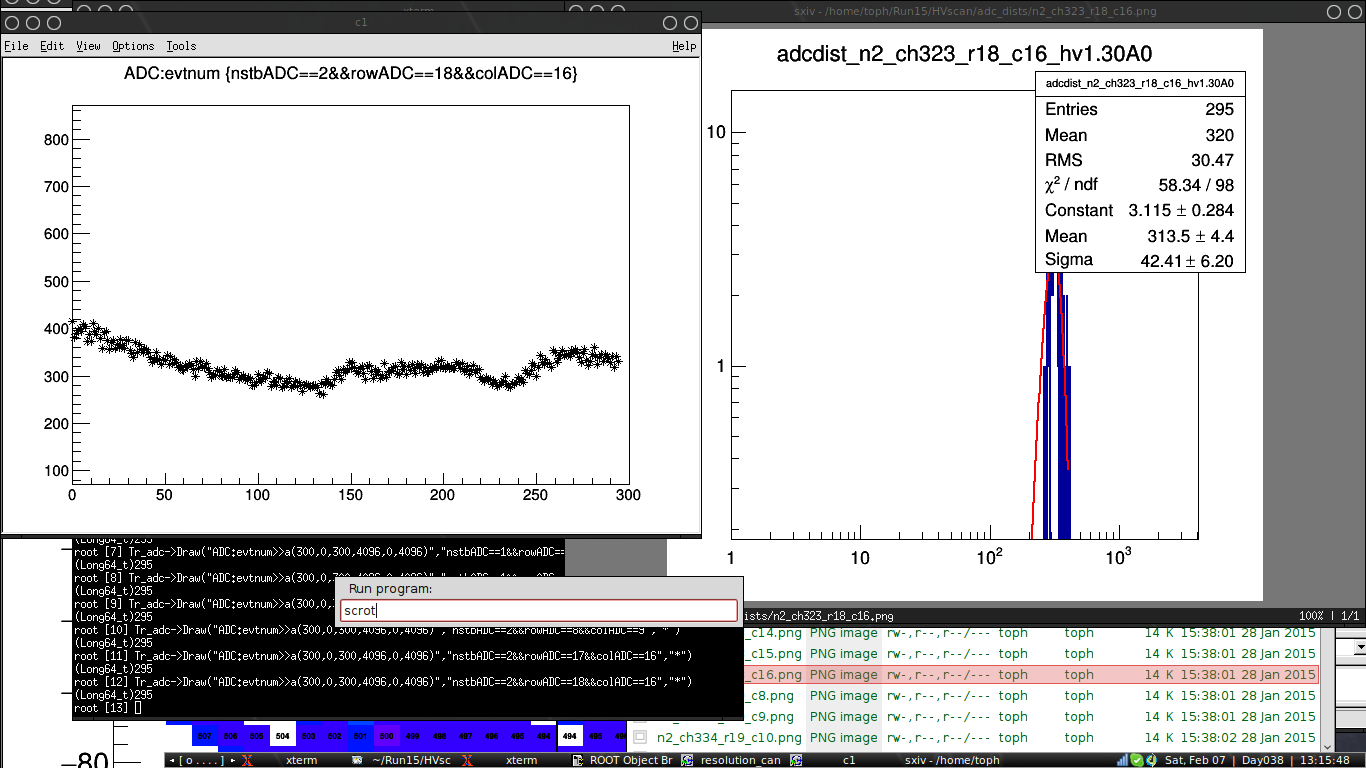 xterm
sxiv - /home/toph/Run15/HVscan/adc_dists/n2_ch323_r18_c16.png
c1
File Edit View Options Tools Help
ADC:evtnum {nstbADC==2&&rowADC==18&&colADC==16}
800
700
600
500
400
300
200
100
0 50 100 150 200 250 300
adcdist_n2_ch323_r18_c16_hv1.30A0
adcdist_n2_ch323_r18_c16_hv1.30A0
Entries 295
Mean 320
RMS 30.47
χ² / ndf 58.34 / 98
Constant 3.115 ± 0.284
Mean 313.5 ± 4.4
Sigma 42.41 ± 6.20
10
1
1 10 10² 10³
(Long64_t)295
root [7] Tr_adc->Draw("ADC:evtnum>>a(300,0,300,4096,0,4096)","nstbADC==1&&rowADC==
(Long64_t)295
root [8] Tr_adc->Draw("ADC:evtnum>>a(300,0,300,4096,0,4096)"
(Long64_t)295
root [9] Tr_adc->Draw("ADC:evtnum>>a(300,0,
(Long64_t)295
root [10] Tr_adc->Draw("ADC:evtnum>>a(300,0,300,4096,0,4096)","nstbADC==2&&rowADC==8&&colADC==9","*")
(Long64_t)295
root [11] Tr_adc->Draw("ADC:evtnum>>a(300,0,300,4096,0,4096)","nstbADC==2&&rowADC==17&&colADC==16","*")
(Long64_t)295
root [12] Tr_adc->Draw("ADC:evtnum>>a(300,0,300,4096,0,4096)","nstbADC==2&&rowADC==18&&colADC==16","*")
(Long64_t)295
root [13]
Run program:
scrot
ists/n2_ch323_r18_c16.png 100% | 1/1
_c14.png PNG image rw-,r--,r--/--- toph toph 14 K 15:38:01 28 Jan 2015
_c15.png PNG image rw-,r--,r--/--- toph toph 14 K 15:38:01 28 Jan 2015
_c16.png PNG image rw-,r--,r--/--- toph toph 14 K 15:38:01 28 Jan 2015
_c8.png PNG image rw-,r--,r--/--- toph toph 14 K 15:38:01 28 Jan 2015
_c9.png PNG image rw-,r--,r--/--- toph toph 14 K 15:38:01 28 Jan 2015
n2_ch334_r19_c10.png PNG image rw-,r--,r--/--- toph toph 14 K 15:38:02 28 Jan 2015
507 506 505 504 503 502 501 500 499 498 497 496 495 494 494 495
−80
[ o .... ] xterm ~/Run15/HVsc xterm ROOT Object Br resolution_can c1 sxiv - /home/toph Sat, Feb 07 | Day038 | 13:15:48